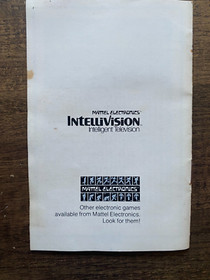 MATTEL ELECTRONICS
INTELLIVISION
Intelligent Television
MATTEL ELECTRONICS
Other electronic games
available from Mattel Electronics.
Look for them!